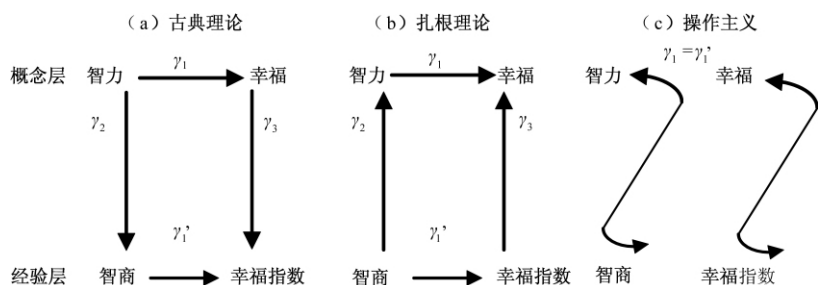 （a）古典理论 （b）扎根理论 （c）操作主义
γ₁ γ₁ γ₁=γ₁’
概念层 智力 幸福 智力 幸福 智力 幸福
γ₂ γ₃ γ₂ γ₃
γ₁’ γ₁’
经验层 智商 幸福指数 智商 幸福指数 智商 幸福指数